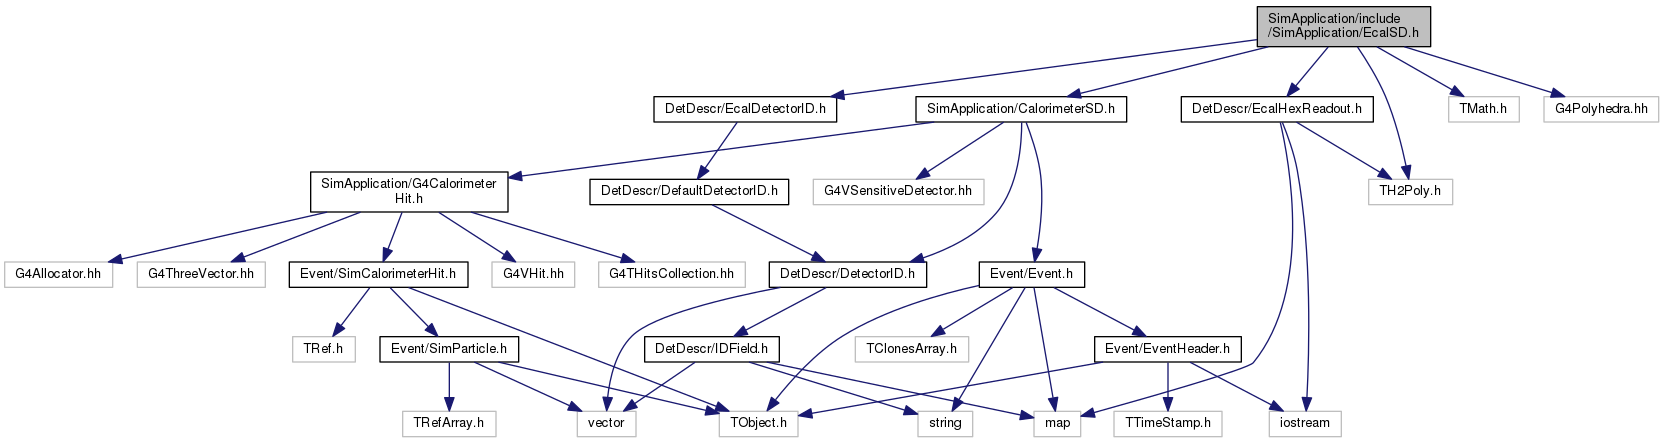 SimApplication/include
/SimApplication/EcalSD.h
DetDescr/EcalDetectorID.h
SimApplication/CalorimeterSD.h
DetDescr/EcalHexReadout.h
TMath.h
G4Polyhedra.hh
SimApplication/G4Calorimeter
Hit.h
DetDescr/DefaultDetectorID.h
G4VSensitiveDetector.hh
TH2Poly.h
G4Allocator.hh
G4ThreeVector.hh
Event/SimCalorimeterHit.h
G4VHit.hh
G4THitsCollection.hh
DetDescr/DetectorID.h
Event/Event.h
TRef.h
Event/SimParticle.h
DetDescr/IDField.h
TClonesArray.h
Event/EventHeader.h
TRefArray.h
vector
TObject.h
string
map
TTimeStamp.h
iostream